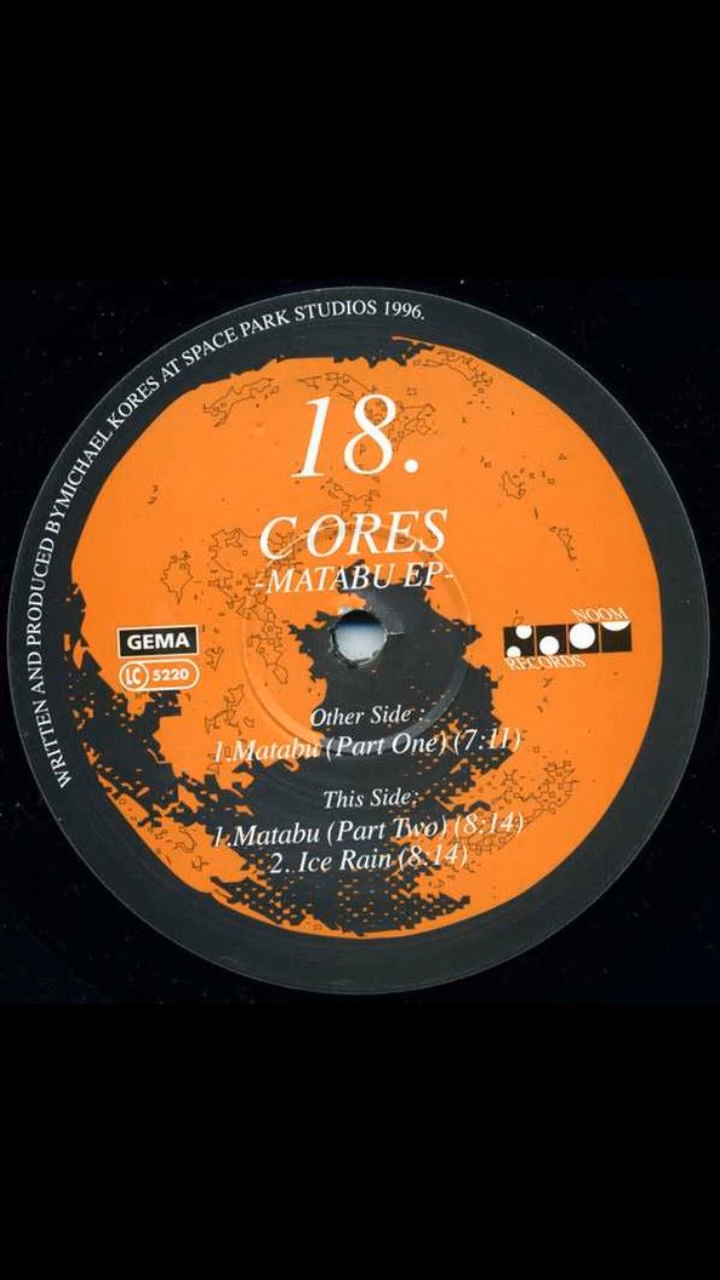 WRITTEN AND PRODUCED BYMICHAEL KORES AT SPACE PARK STUDIOS 1996.
18.
CORES
-MATABU EP-
GEMA
LC 5220
NOOM
RECORDS
Other Side :
1.Matabu (Part One) (7:11)
This Side:
1.Matabu (Part Two) (8:14)
2. Ice Rain (8:14)